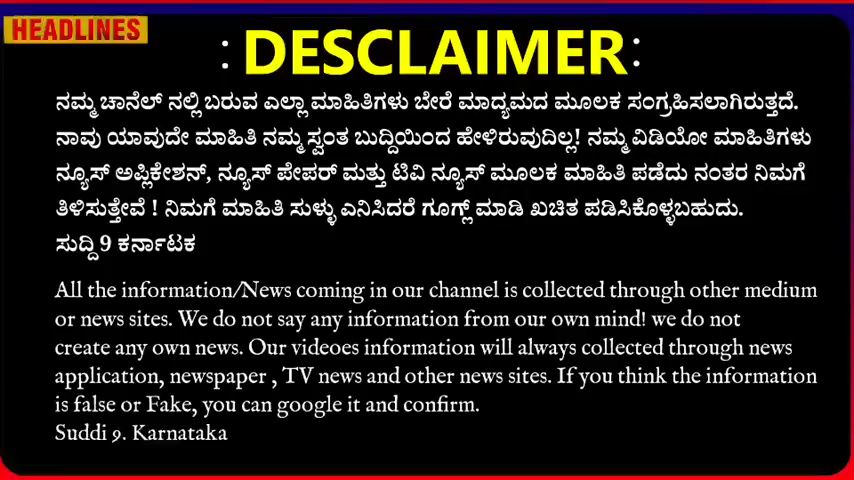 HEADLINES
: DESCLAIMER:
ನಮ್ಮ ಚಾನೆಲ್ ನಲ್ಲಿ ಬರುವ ಎಲ್ಲಾ ಮಾಹಿತಿಗಳು ಬೇರೆ ಮಾದ್ಯಮದ ಮೂಲಕ ಸಂಗ್ರಹಿಸಲಾಗಿರುತ್ತದೆ.
ನಾವು ಯಾವುದೇ ಮಾಹಿತಿ ನಮ್ಮ ಸ್ವಂತ ಬುದ್ದಿಯಿಂದ ಹೇಳಿರುವುದಿಲ್ಲ! ನಮ್ಮ ವಿಡಿಯೋ ಮಾಹಿತಿಗಳು
ನ್ಯೂಸ್ ಅಪ್ಲಿಕೇಶನ್, ನ್ಯೂಸ್ ಪೇಪರ್ ಮತ್ತು ಟಿವಿ ನ್ಯೂಸ್ ಮೂಲಕ ಮಾಹಿತಿ ಪಡೆದು ನಂತರ ನಿಮಗೆ
ತಿಳಿಸುತ್ತೇವೆ ! ನಿಮಗೆ ಮಾಹಿತಿ ಸುಳ್ಳು ಎನಿಸಿದರೆ ಗೂಗ್ಲ್ ಮಾಡಿ ಖಚಿತ ಪಡಿಸಿಕೊಳ್ಳಬಹುದು.
ಸುದ್ದಿ 9 ಕರ್ನಾಟಕ
All the information/News coming in our channel is collected through other medium
or news sites. We do not say any information from our own mind! we do not
create any own news. Our videoes information will always collected through news
application, newspaper , TV news and other news sites. If you think the information
is false or Fake, you can google it and confirm.
Suddi 9. Karnataka